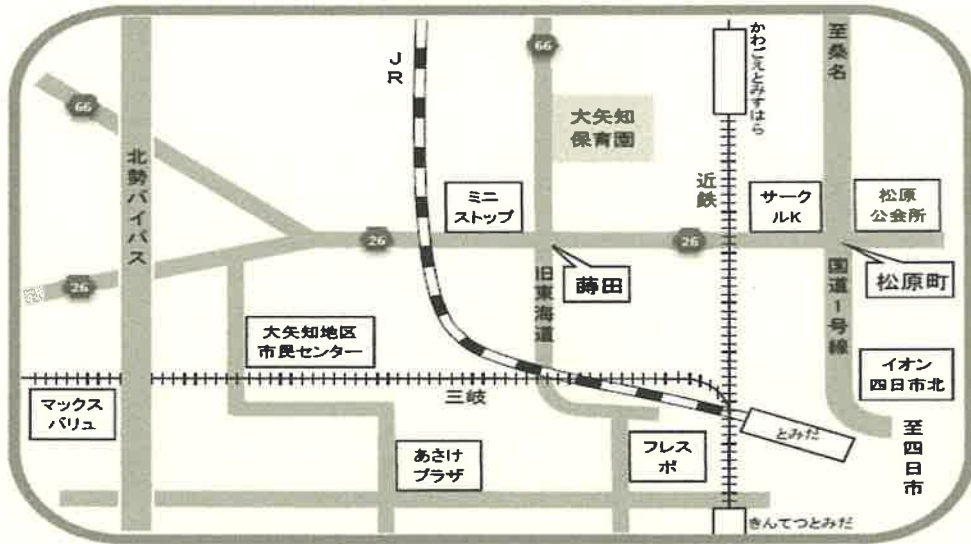 JR
66
かわごえとみすはら
至桑名
66
大矢知
保育園
北勢バイパス
近鉄
ミニ
ストップ
サーク
ルK
松原
公会所
26
26
26
蒔田
松原町
旧東海道
国道1号線
大矢知地区
市民センター
イオン
四日市北
三岐
マックス
バリュ
とみだ
至四日市
あさけ
プラザ
フレス
ポ
きんてつとみだ